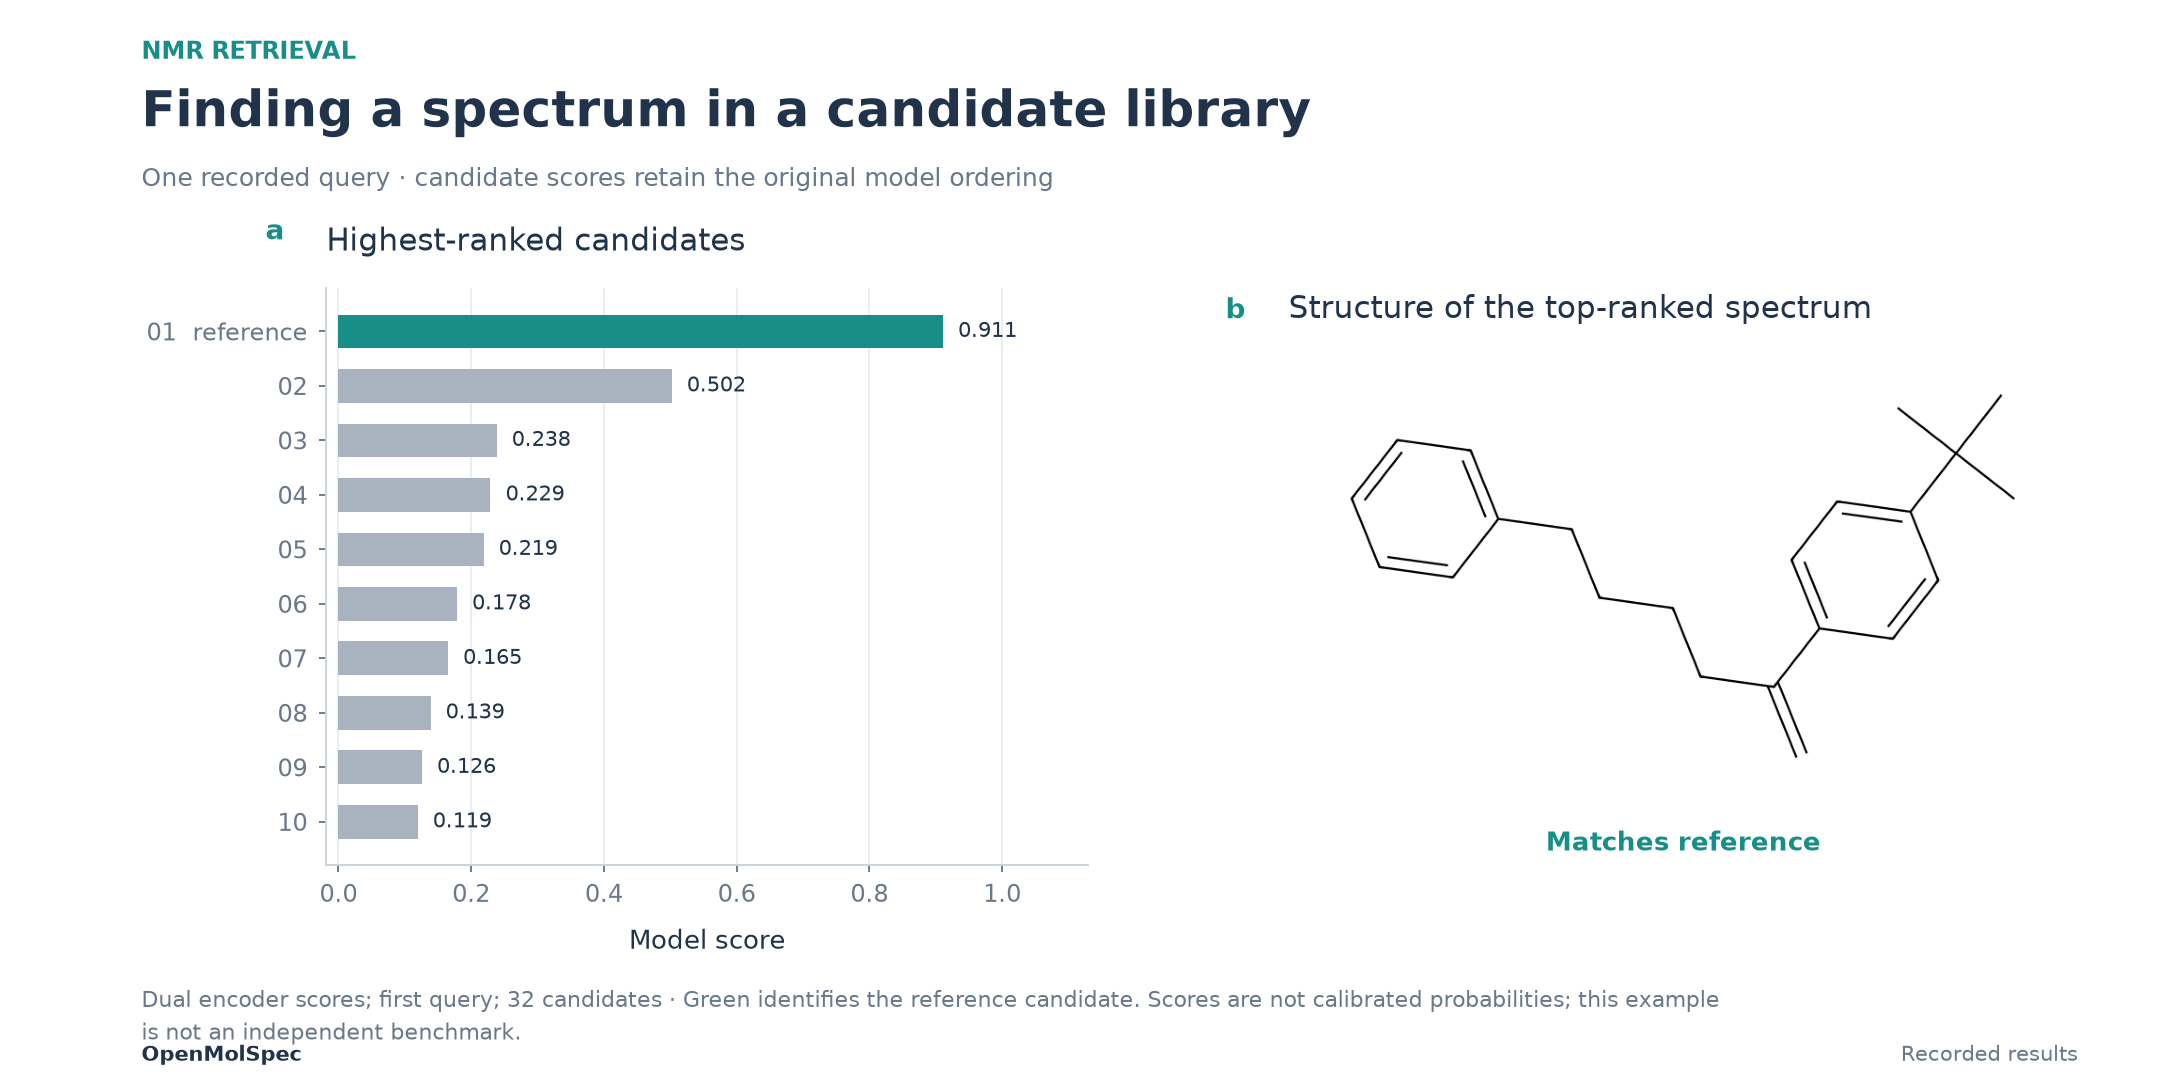 NMR RETRIEVAL
Finding a spectrum in a candidate library
One recorded query · candidate scores retain the original model ordering
a Highest-ranked candidates
01 reference 0.911
02 0.502
03 0.238
04 0.229
05 0.219
06 0.178
07 0.165
08 0.139
09 0.126
10 0.119
0.0 0.2 0.4 0.6 0.8 1.0
Model score
b Structure of the top-ranked spectrum
Matches reference
Dual encoder scores; first query; 32 candidates · Green identifies the reference candidate. Scores are not calibrated probabilities; this example
is not an independent benchmark.
OpenMolSpec
Recorded results